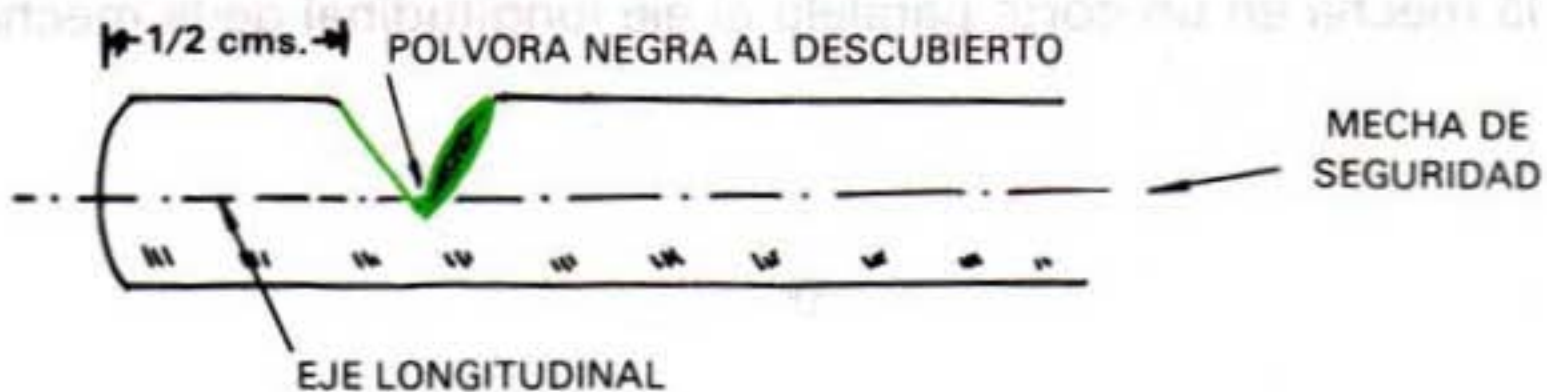 1/2 cms.
POLVORA NEGRA AL DESCUBIERTO
MECHA DE
SEGURIDAD
EJE LONGITUDINAL